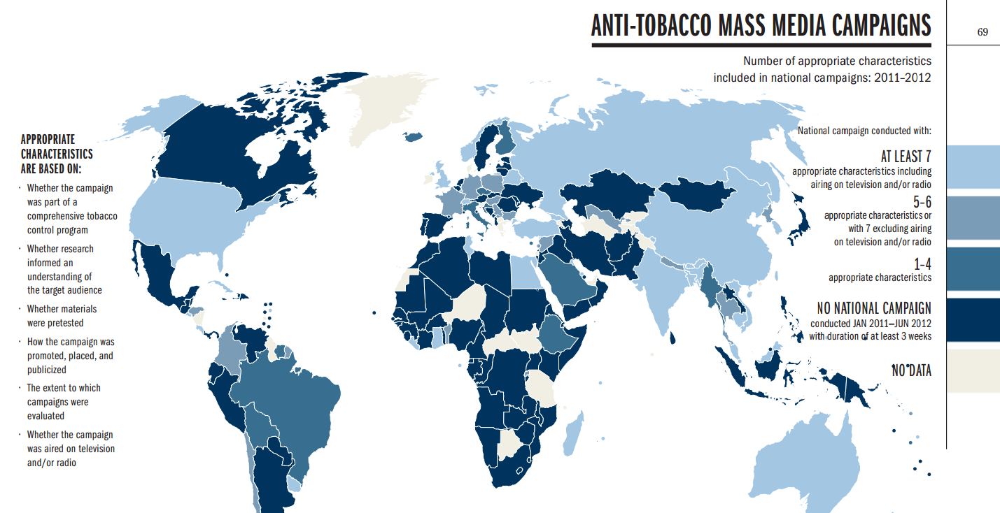 ANTI-TOBACCO MASS MEDIA CAMPAIGNS
69
Number of appropriate characteristics
included in national campaigns: 2011–2012
APPROPRIATE
CHARACTERISTICS
ARE BASED ON:
· Whether the campaign
was part of a
comprehensive tobacco
control program
· Whether research
informed an
understanding of
the target audience
· Whether materials
were pretested
· How the campaign was
promoted, placed, and
publicized
· The extent to which
campaigns were
evaluated
· Whether the campaign
was aired on television
and/or radio
National campaign conducted with:
AT LEAST 7
appropriate characteristics including
airing on television and/or radio
5–6
appropriate characteristics or
with 7 excluding airing
on television and/or radio
1–4
appropriate characteristics
NO NATIONAL CAMPAIGN
conducted JAN 2011–JUN 2012
with duration of at least 3 weeks
NO DATA